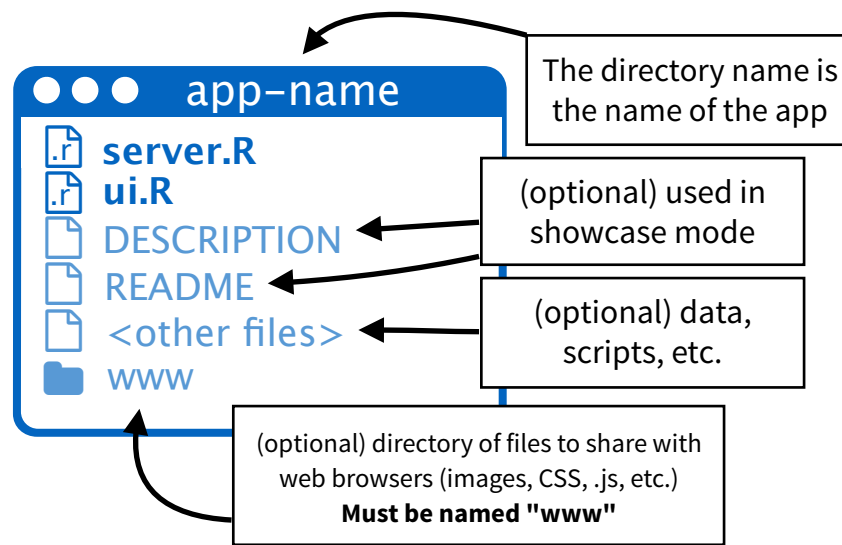 app-name
The directory name is
the name of the app
.r server.R
.r ui.R
DESCRIPTION
README
<other files>
www
(optional) used in
showcase mode
(optional) data,
scripts, etc.
(optional) directory of files to share with
web browsers (images, CSS, .js, etc.)
Must be named "www"